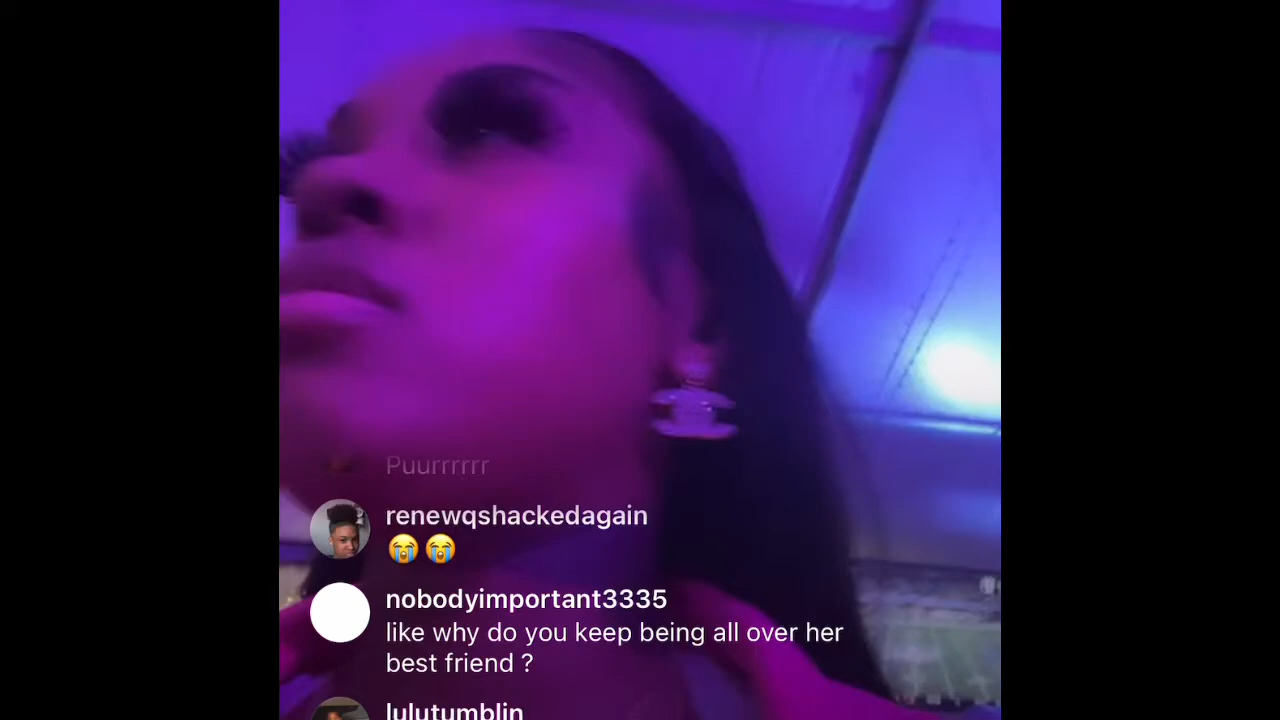 Puurrrrrr
renewqshackedagain
😭😭
nobodyimportant3335
like why do you keep being all over her
best friend ?
lulutumblin